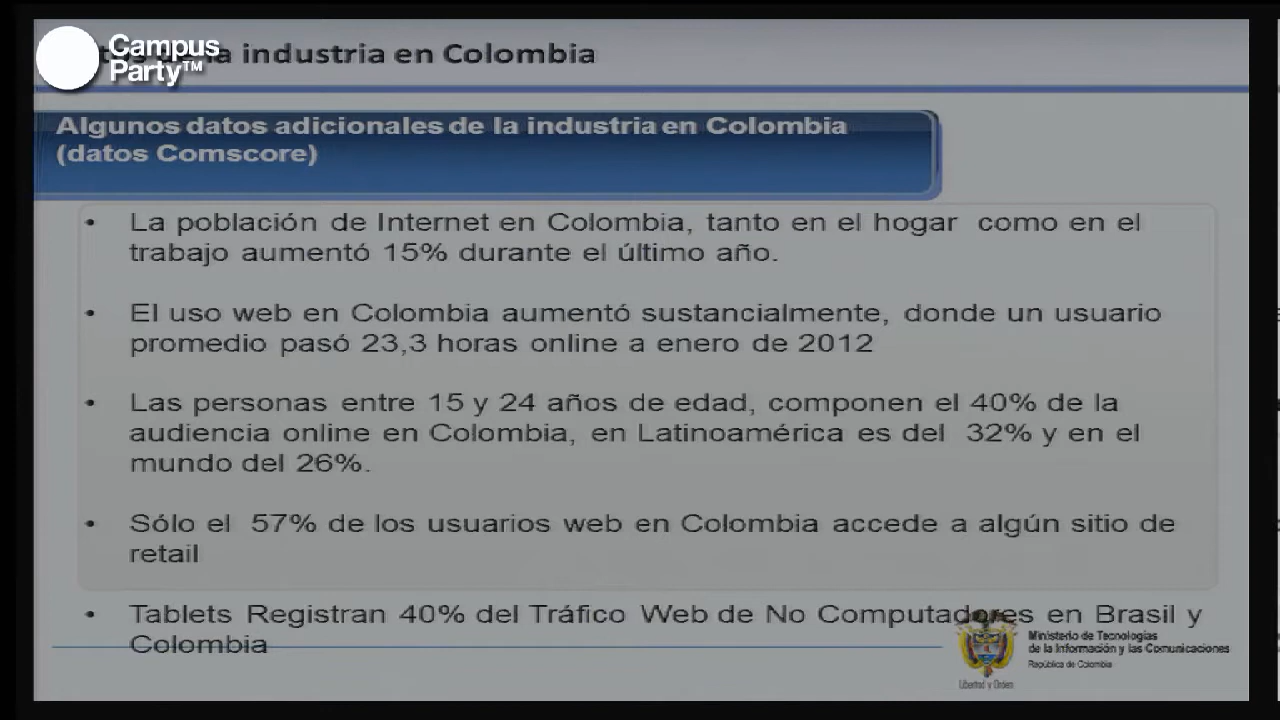 Campus
Party™
la industria en Colombia
Algunos datos adicionales de la industria en Colombia
(datos Comscore)
• La población de Internet en Colombia, tanto en el hogar como en el
trabajo aumentó 15% durante el último año.
• El uso web en Colombia aumentó sustancialmente, donde un usuario
promedio pasó 23,3 horas online a enero de 2012
• Las personas entre 15 y 24 años de edad, componen el 40% de la
audiencia online en Colombia, en Latinoamérica es del 32% y en el
mundo del 26%.
• Sólo el 57% de los usuarios web en Colombia accede a algún sitio de
retail
• Tablets Registran 40% del Tráfico Web de No Computadores en Brasil y
Colombia
Ministerio de Tecnologías
de la Información y las Comunicaciones
República de Colombia
Libertad y Orden